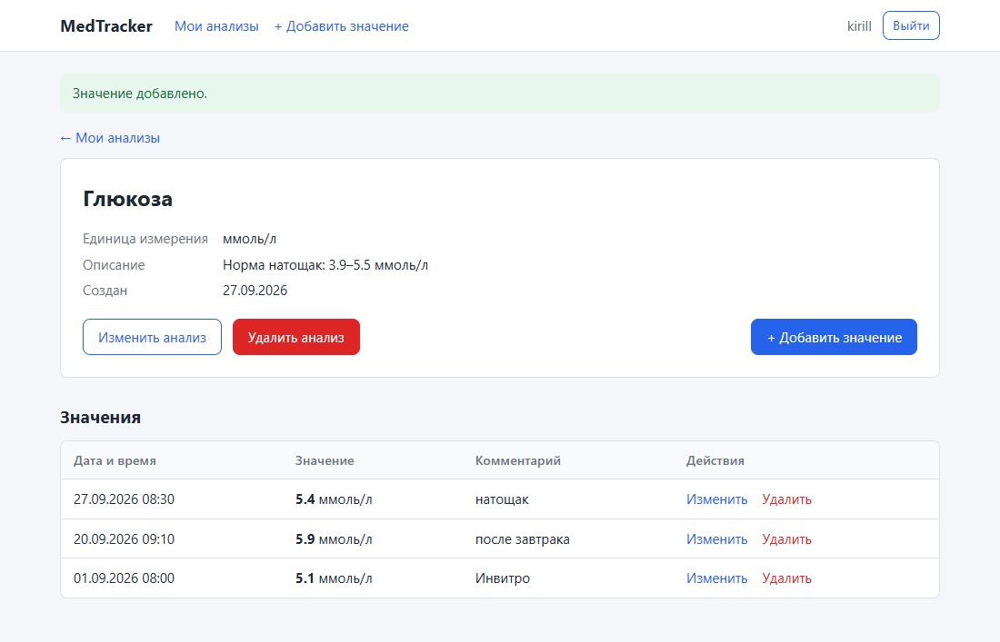 MedTracker Мои анализы + Добавить значение kirill Выйти
Значение добавлено.
← Мои анализы
Глюкоза
Единица измерения ммоль/л
Описание Норма натощак: 3.9–5.5 ммоль/л
Создан 27.09.2026
Изменить анализ Удалить анализ + Добавить значение
Значения
Дата и время Значение Комментарий Действия
27.09.2026 08:30 5.4 ммоль/л натощак Изменить Удалить
20.09.2026 09:10 5.9 ммоль/л после завтрака Изменить Удалить
01.09.2026 08:00 5.1 ммоль/л Инвитро Изменить Удалить